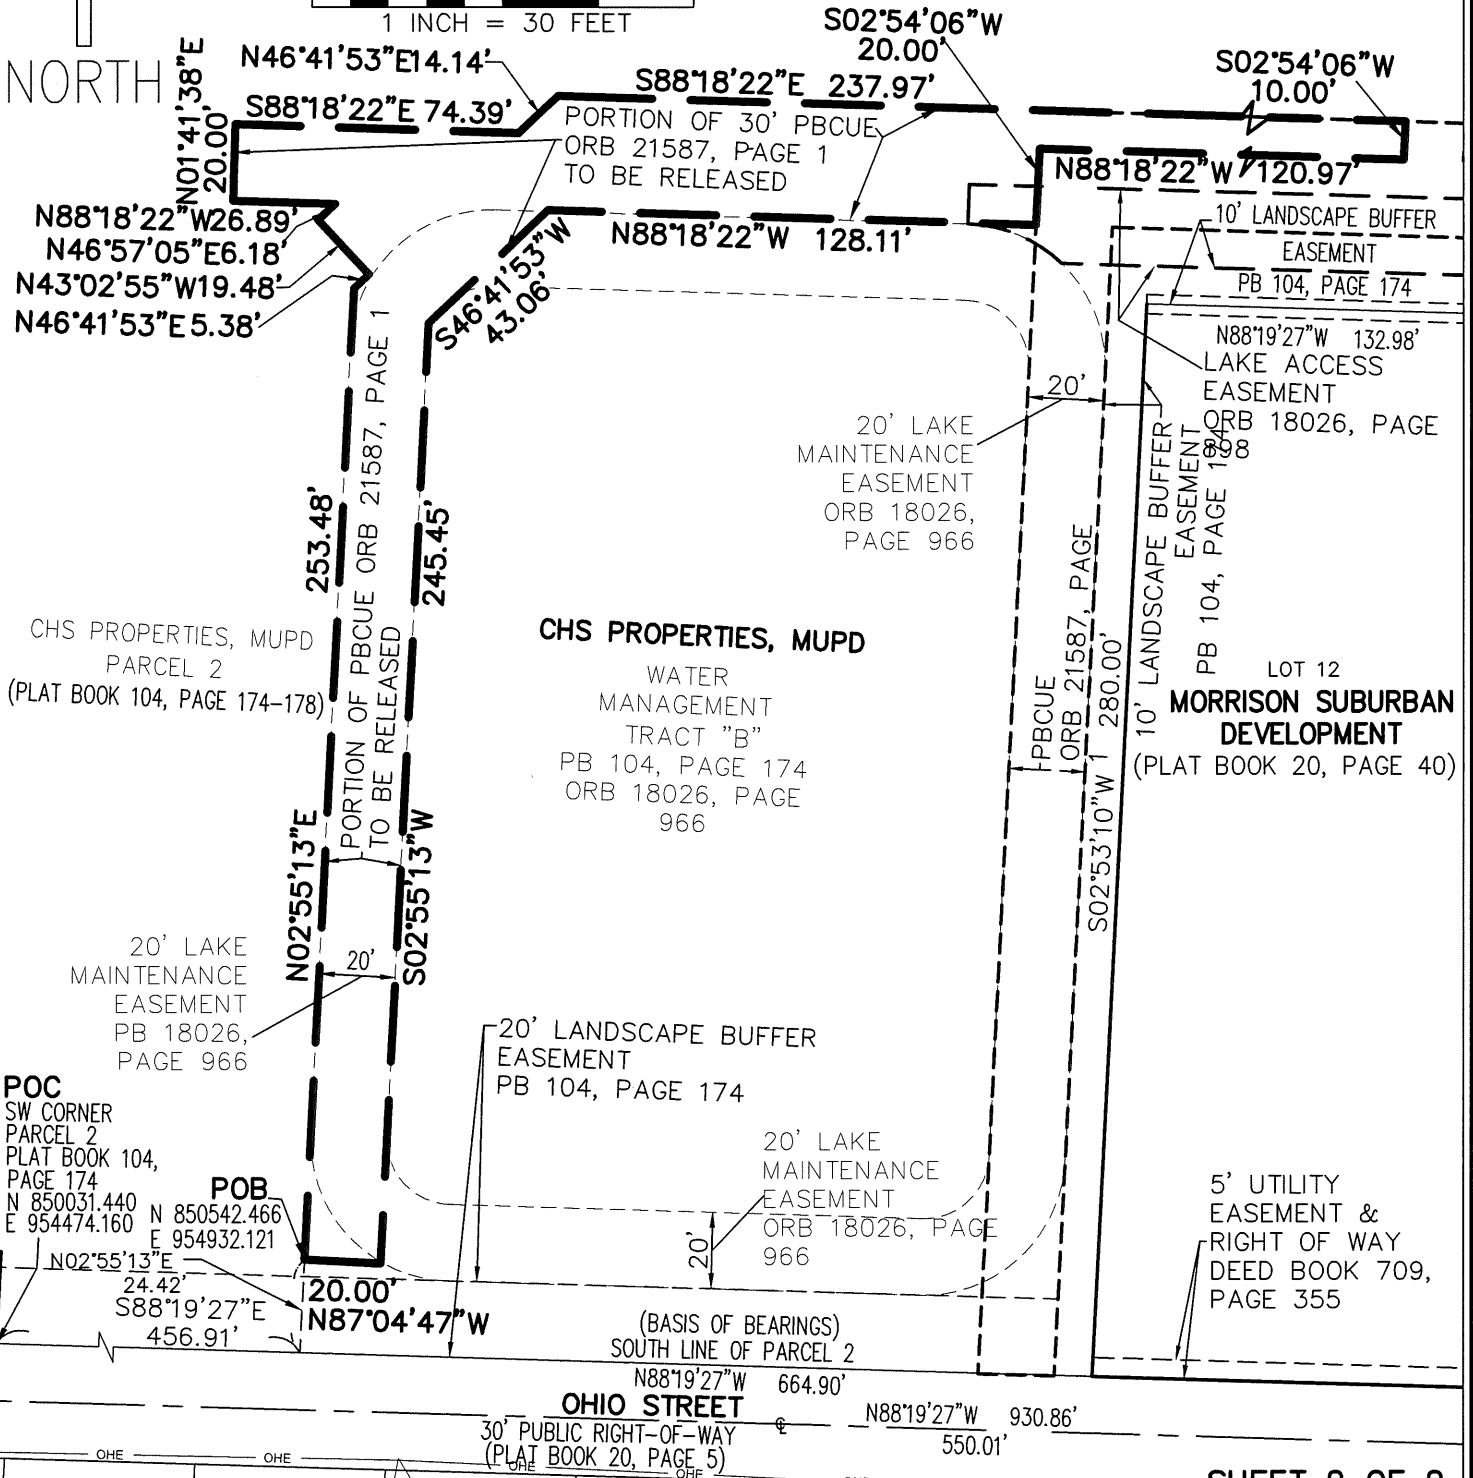 1 INCH = 30 FEET
NORTH
N01°41'38"E
20.00'
N46°41'53"E14.14'
S88°18'22"E 74.39'
S88°18'22"E 237.97'
S02°54'06"W
20.00'
S02°54'06"W
10.00'
PORTION OF 30' PBCUE
ORB 21587, PAGE 1
TO BE RELEASED
N88°18'22"W 120.97'
N88°18'22"W26.89'
N46°57'05"E6.18'
N43°02'55"W19.48'
N46°41'53"E5.38'
S46°41'53"W
43.06'
N88°18'22"W 128.11'
10' LANDSCAPE BUFFER
EASEMENT
PB 104, PAGE 174
N88°19'27"W 132.98'
LAKE ACCESS
EASEMENT
ORB 18026, PAGE
898
20'
20' LAKE
MAINTENANCE
EASEMENT
ORB 18026,
PAGE 966
10' LANDSCAPE BUFFER
EASEMENT
PB 104, PAGE 174
253.48'
N02°55'13"E
PORTION OF PBCUE ORB 21587, PAGE 1
TO BE RELEASED
245.45'
S02°55'13"W
CHS PROPERTIES, MUPD
PARCEL 2
(PLAT BOOK 104, PAGE 174-178)
CHS PROPERTIES, MUPD
WATER
MANAGEMENT
TRACT "B"
PB 104, PAGE 174
ORB 18026, PAGE
966
PBCUE
ORB 21587, PAGE
1
S02°53'10"W 280.00'
LOT 12
MORRISON SUBURBAN
DEVELOPMENT
(PLAT BOOK 20, PAGE 40)
20' LAKE
MAINTENANCE
EASEMENT
PB 18026,
PAGE 966
20'
20' LANDSCAPE BUFFER
EASEMENT
PB 104, PAGE 174
POC
SW CORNER
PARCEL 2
PLAT BOOK 104,
PAGE 174
N 850031.440
E 954474.160
POB
N 850542.466
E 954932.121
N02°55'13"E
24.42'
S88°19'27"E
456.91'
20.00'
N87°04'47"W
20' LAKE
MAINTENANCE
EASEMENT
ORB 18026, PAGE
966
20'
5' UTILITY
EASEMENT &
RIGHT OF WAY
DEED BOOK 709,
PAGE 355
(BASIS OF BEARINGS)
SOUTH LINE OF PARCEL 2
N88°19'27"W 664.90'
OHIO STREET
30' PUBLIC RIGHT-OF-WAY
(PLAT BOOK 20, PAGE 5)
N88°19'27"W 930.86'
550.01'
OHE OHE OHE OHE OHE